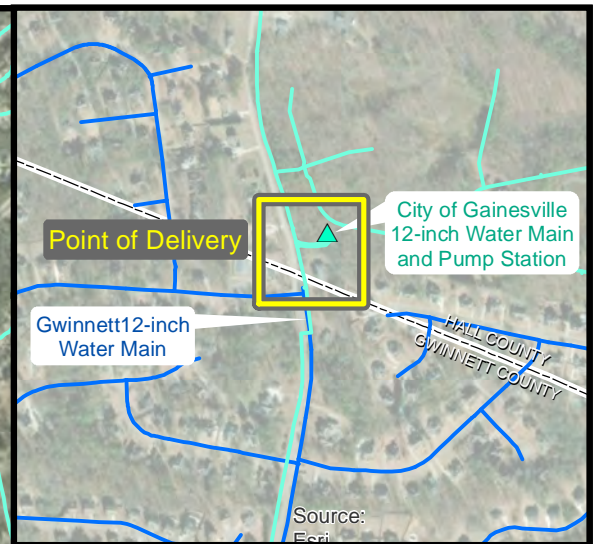 Point of Delivery
City of Gainesville
12-inch Water Main
and Pump Station
Gwinnett12-inch
Water Main
HALL COUNTY
GWINNETT COUNTY
Source:
Esri